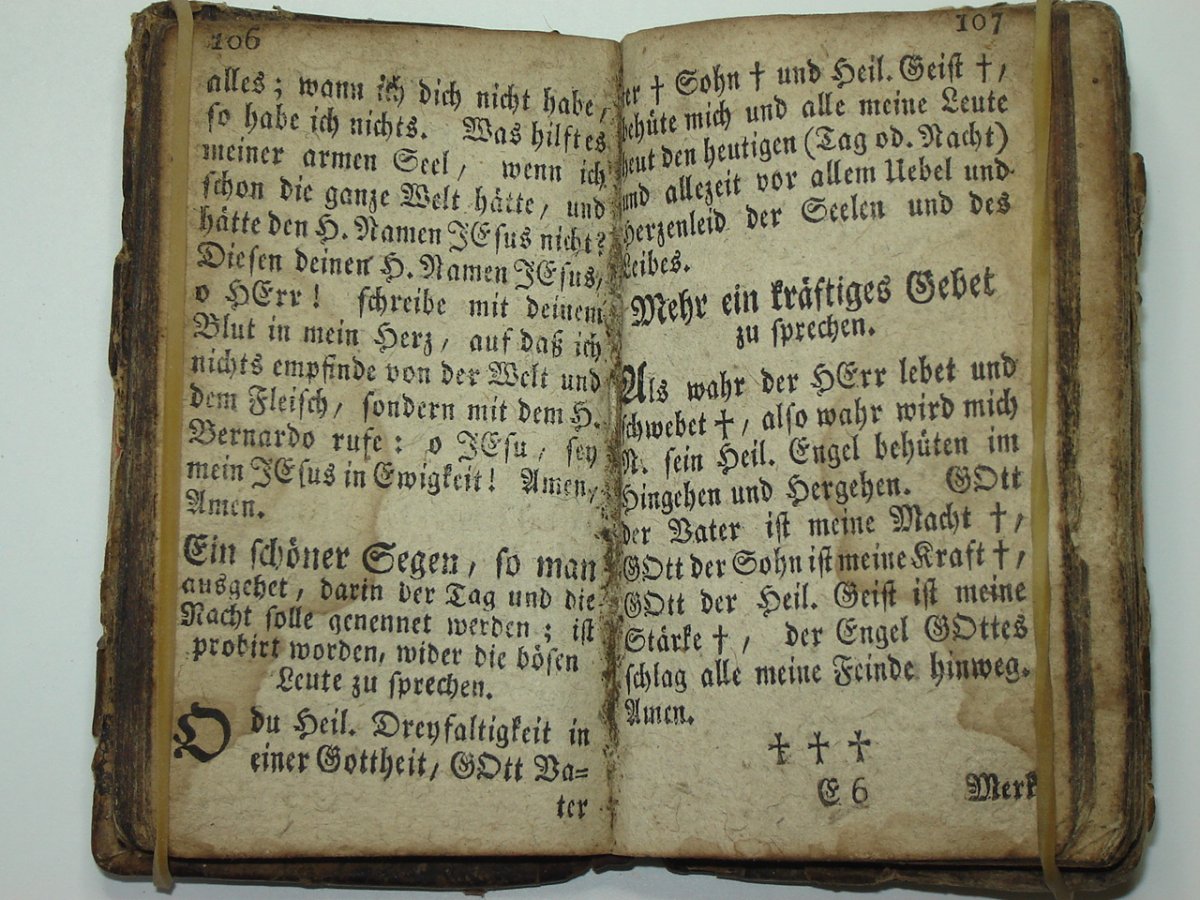 106
alles; wann ich dich nicht habe,
so habe ich nichts. Was hilft es
meiner armen Seel, wenn ich
schon die ganze Welt hätte, und
hätte den H. Namen JEsus nicht?
Diesen deinen H. Namen JEsus,
o HErr! schreibe mit deinem
Blut in mein Herz, auf daß ich
nichts empfinde von der Welt und
dem Fleisch, sondern mit dem H.
Bernardo rufe: o JEsu, sey
mein JEsus in Ewigkeit! Amen,
Amen.
Ein schöner Segen, so man
ausgehet, darin der Tag und die
Nacht solle genennet werden; ist
probirt worden, wider die bösen
Leute zu sprechen.
O du Heil. Dreyfaltigkeit in
einer Gottheit, GOtt Va=
ter
107
ter † Sohn † und Heil. Geist †,
behüte mich und alle meine Leute
heut den heutigen (Tag od. Nacht)
und allezeit vor allem Uebel und
Herzenleid der Seelen und des
Leibes.
Mehr ein kräftiges Gebet
zu sprechen.
Als wahr der HErr lebet und
schwebet †, also wahr wird mich
N. sein Heil. Engel behüten im
Hingehen und Hergehen. GOtt
der Vater ist meine Macht †,
GOtt der Sohn ist meine Kraft †,
GOtt der Heil. Geist ist meine
Stärke †, der Engel GOttes
schlag alle meine Feinde hinweg.
Amen.
† † †
E 6 Merk